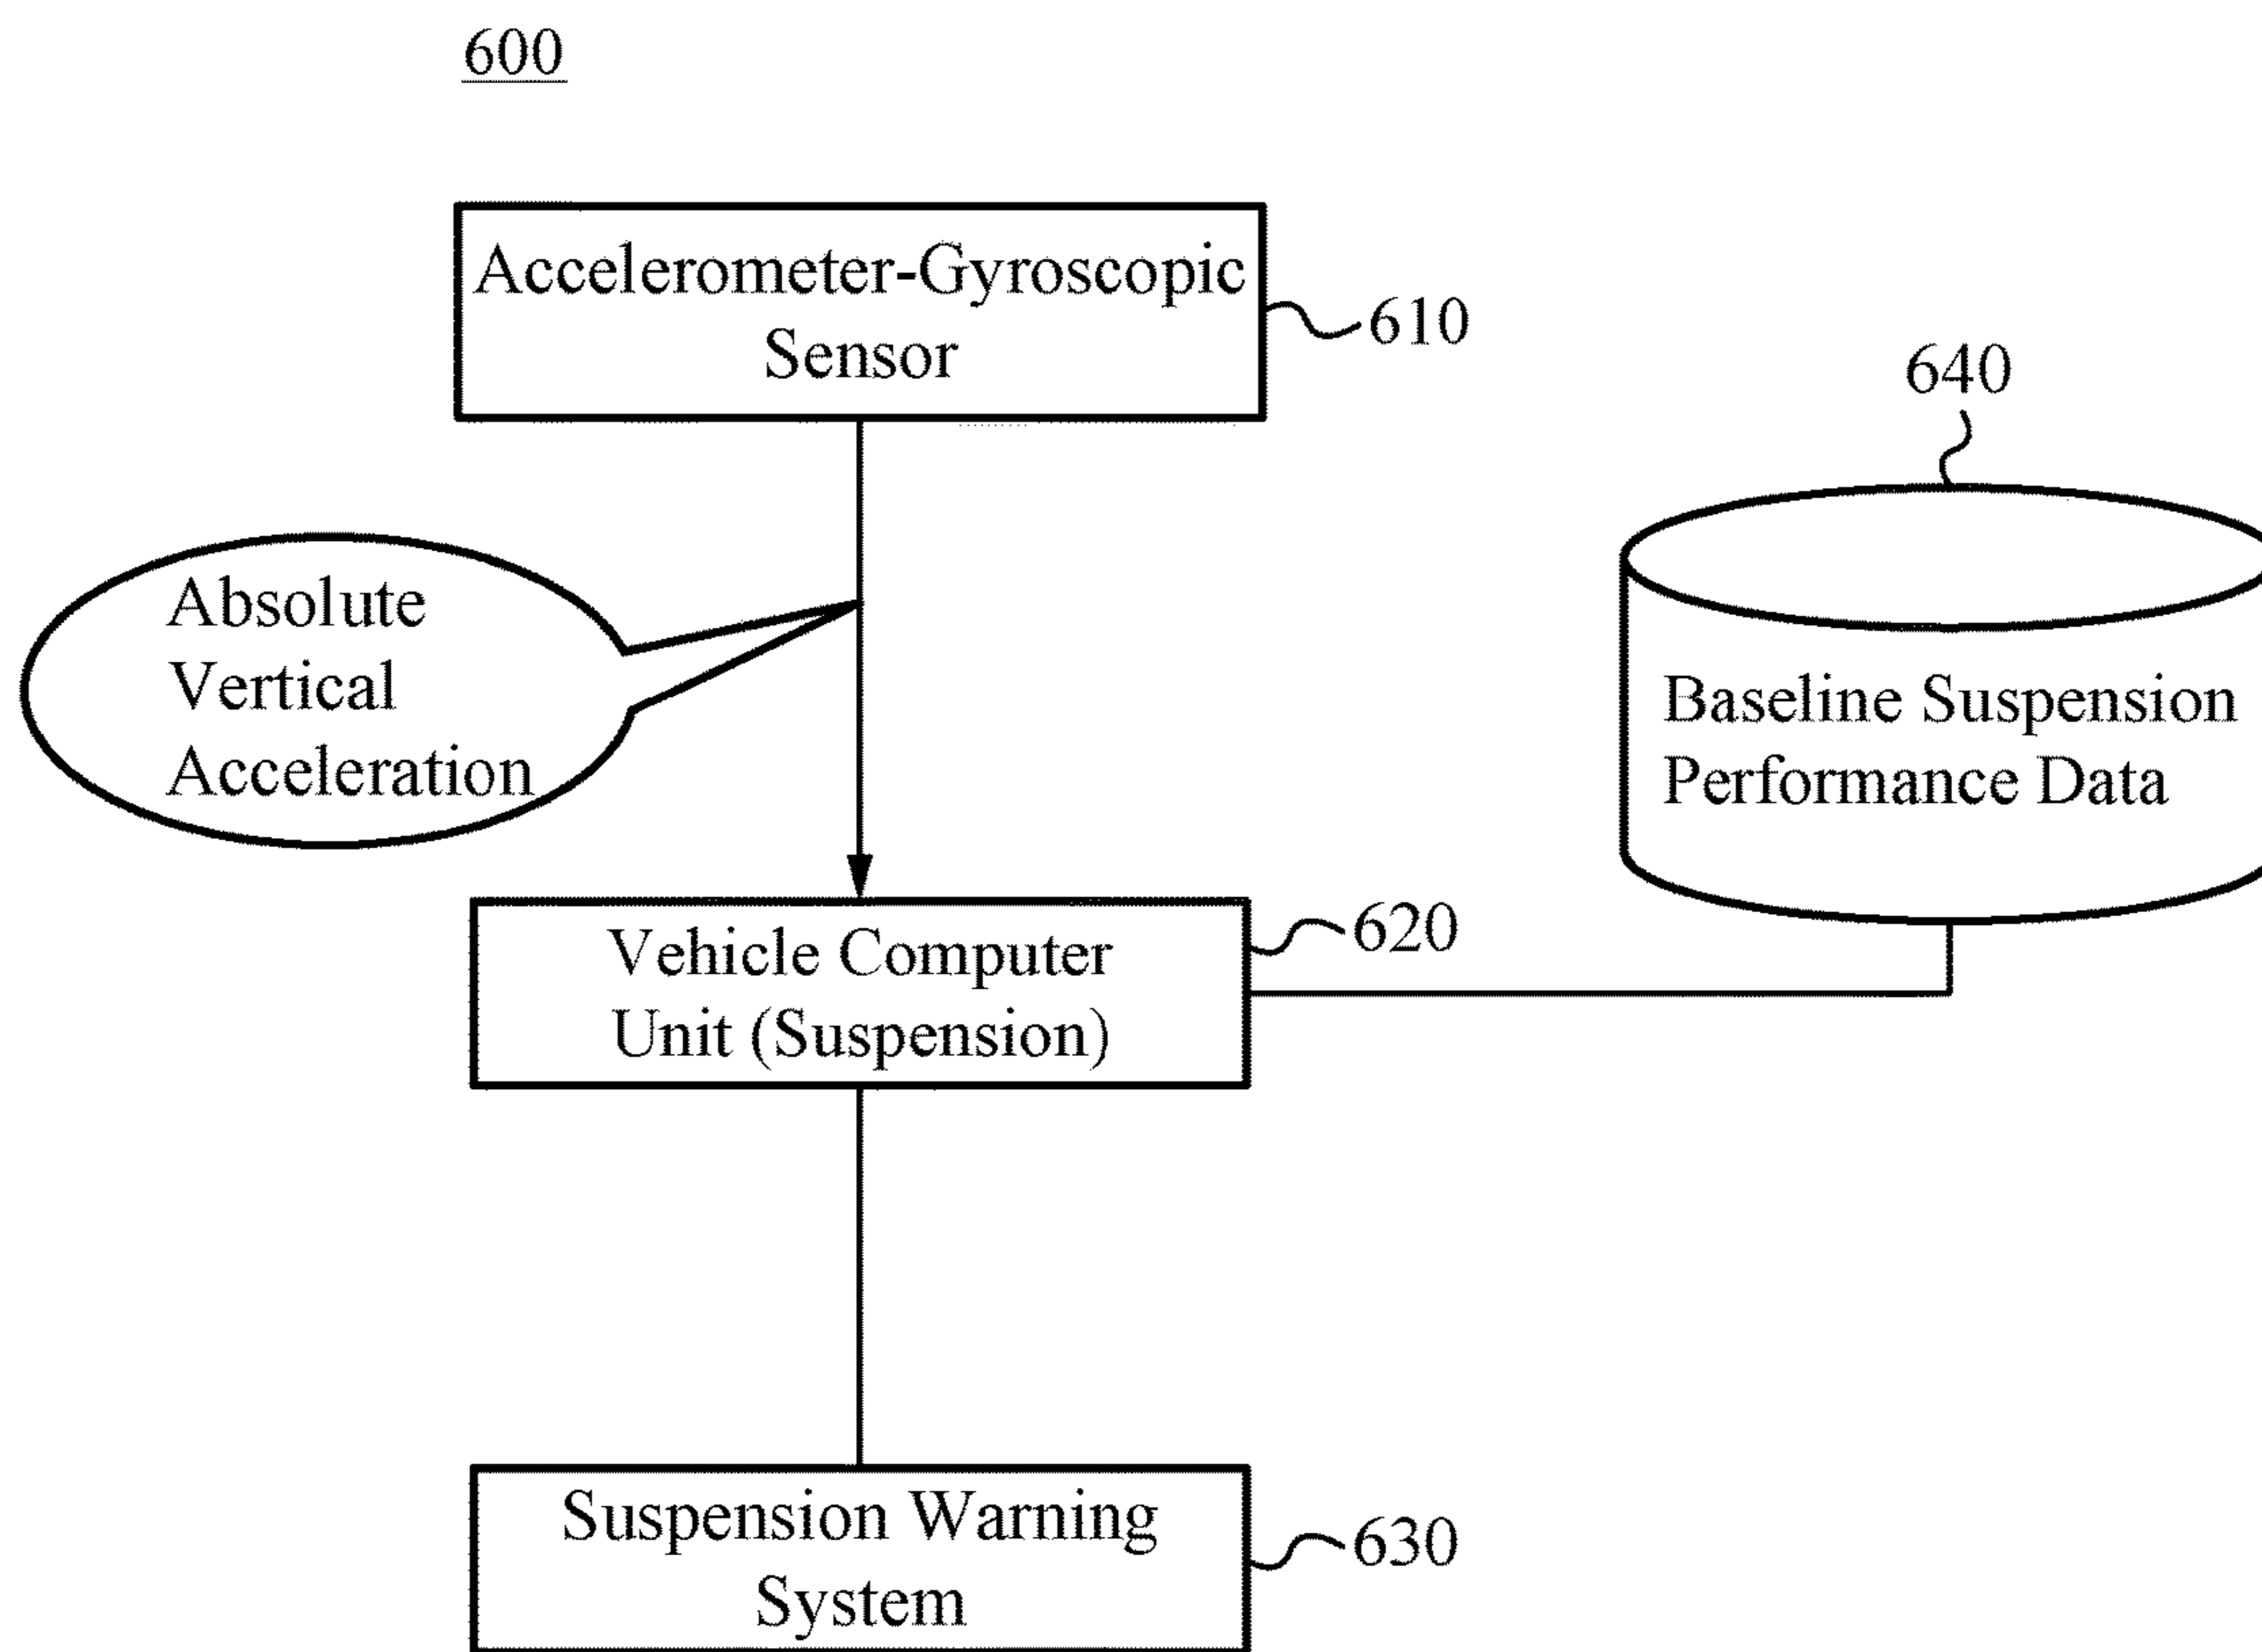 600
Accelerometer-Gyroscopic
Sensor
610
640
Absolute
Vertical
Acceleration
Baseline Suspension
Performance Data
Vehicle Computer
Unit (Suspension)
620
Suspension Warning
System
630